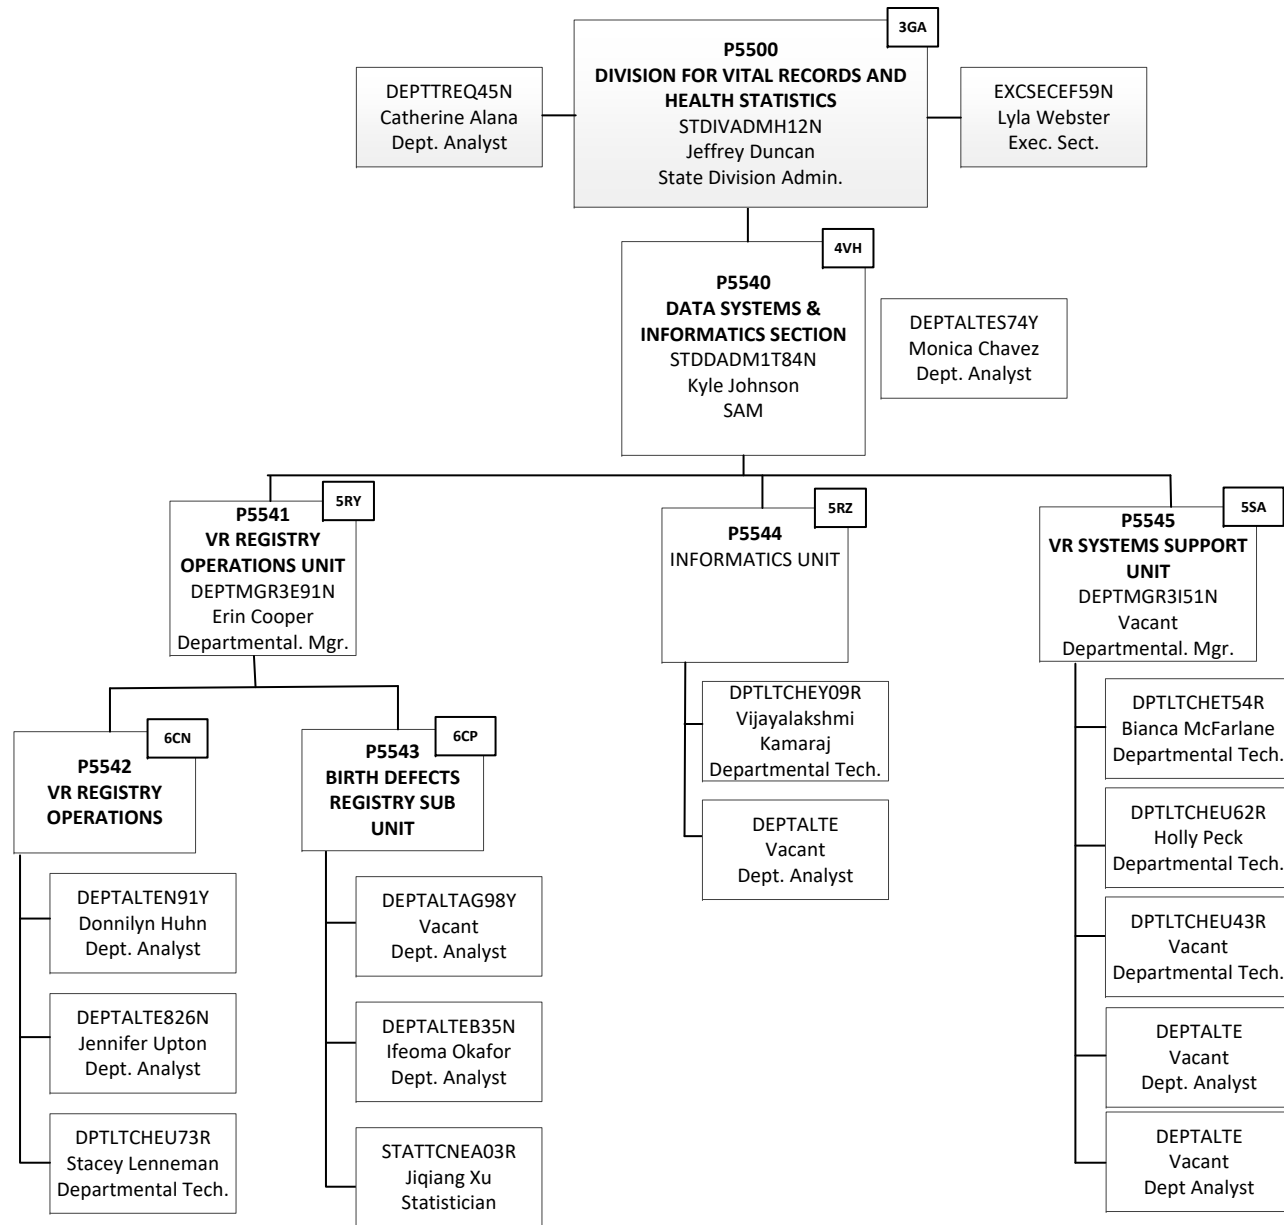 3GA
P5500
DIVISION FOR VITAL RECORDS AND
HEALTH STATISTICS
STDIVADMH12N
Jeffrey Duncan
State Division Admin.
DEPTTREQ45N
Catherine Alana
Dept. Analyst
EXCSECEF59N
Lyla Webster
Exec. Sect.
4VH
P5540
DATA SYSTEMS &
INFORMATICS SECTION
STDDADM1T84N
Kyle Johnson
SAM
DEPTALTES74Y
Monica Chavez
Dept. Analyst
5RY
P5541
VR REGISTRY
OPERATIONS UNIT
DEPTMGR3E91N
Erin Cooper
Departmental. Mgr.
5RZ
P5544
INFORMATICS UNIT
5SA
P5545
VR SYSTEMS SUPPORT
UNIT
DEPTMGR3I51N
Vacant
Departmental. Mgr.
6CN
P5542
VR REGISTRY
OPERATIONS
6CP
P5543
BIRTH DEFECTS
REGISTRY SUB
UNIT
DPTLTCHEY09R
Vijayalakshmi
Kamaraj
Departmental Tech.
DEPTALTE
Vacant
Dept. Analyst
DPTLTCHET54R
Bianca McFarlane
Departmental Tech.
DPTLTCHEU62R
Holly Peck
Departmental Tech.
DPTLTCHEU43R
Vacant
Departmental Tech.
DEPTALTE
Vacant
Dept. Analyst
DEPTALTE
Vacant
Dept Analyst
DEPTALTEN91Y
Donnilyn Huhn
Dept. Analyst
DEPTALTE826N
Jennifer Upton
Dept. Analyst
DPTLTCHEU73R
Stacey Lenneman
Departmental Tech.
DEPTALTAG98Y
Vacant
Dept. Analyst
DEPTALTEB35N
Ifeoma Okafor
Dept. Analyst
STATTCNEA03R
Jiqiang Xu
Statistician